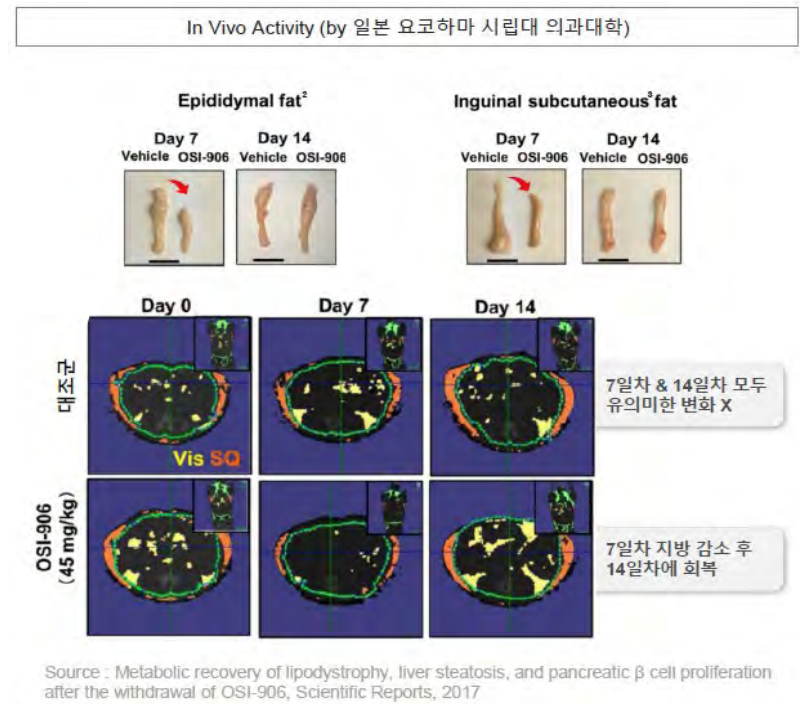 In Vivo Activity (by 일본 요코하마 시립대 의과대학)
Epididymal fat²
Inguinal subcutaneous³ fat
Day 7
Day 14
Vehicle OSI-906
Vehicle OSI-906
Day 7
Day 14
Vehicle OSI-906
Vehicle OSI-906
Day 0
Day 7
Day 14
대조군
Vis SQ
7일차 & 14일차 모두
유의미한 변화 X
OSI-906
(45 mg/kg)
7일차 지방 감소 후
14일차에 회복
Source : Metabolic recovery of lipodystrophy, liver steatosis, and pancreatic β cell proliferation
after the withdrawal of OSI-906, Scientific Reports, 2017